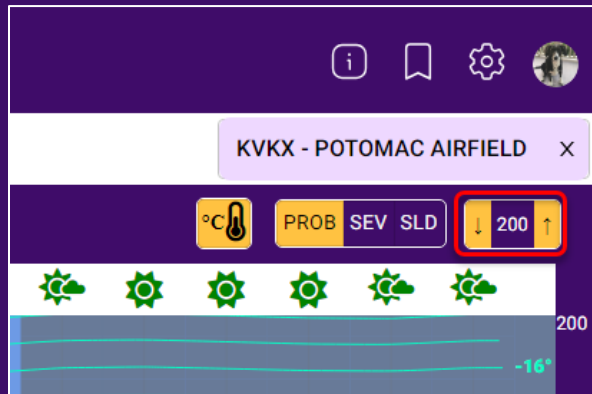 KVKX - POTOMAC AIRFIELD X
°C PROB SEV SLD ↓ 200 ↑
200
-16°